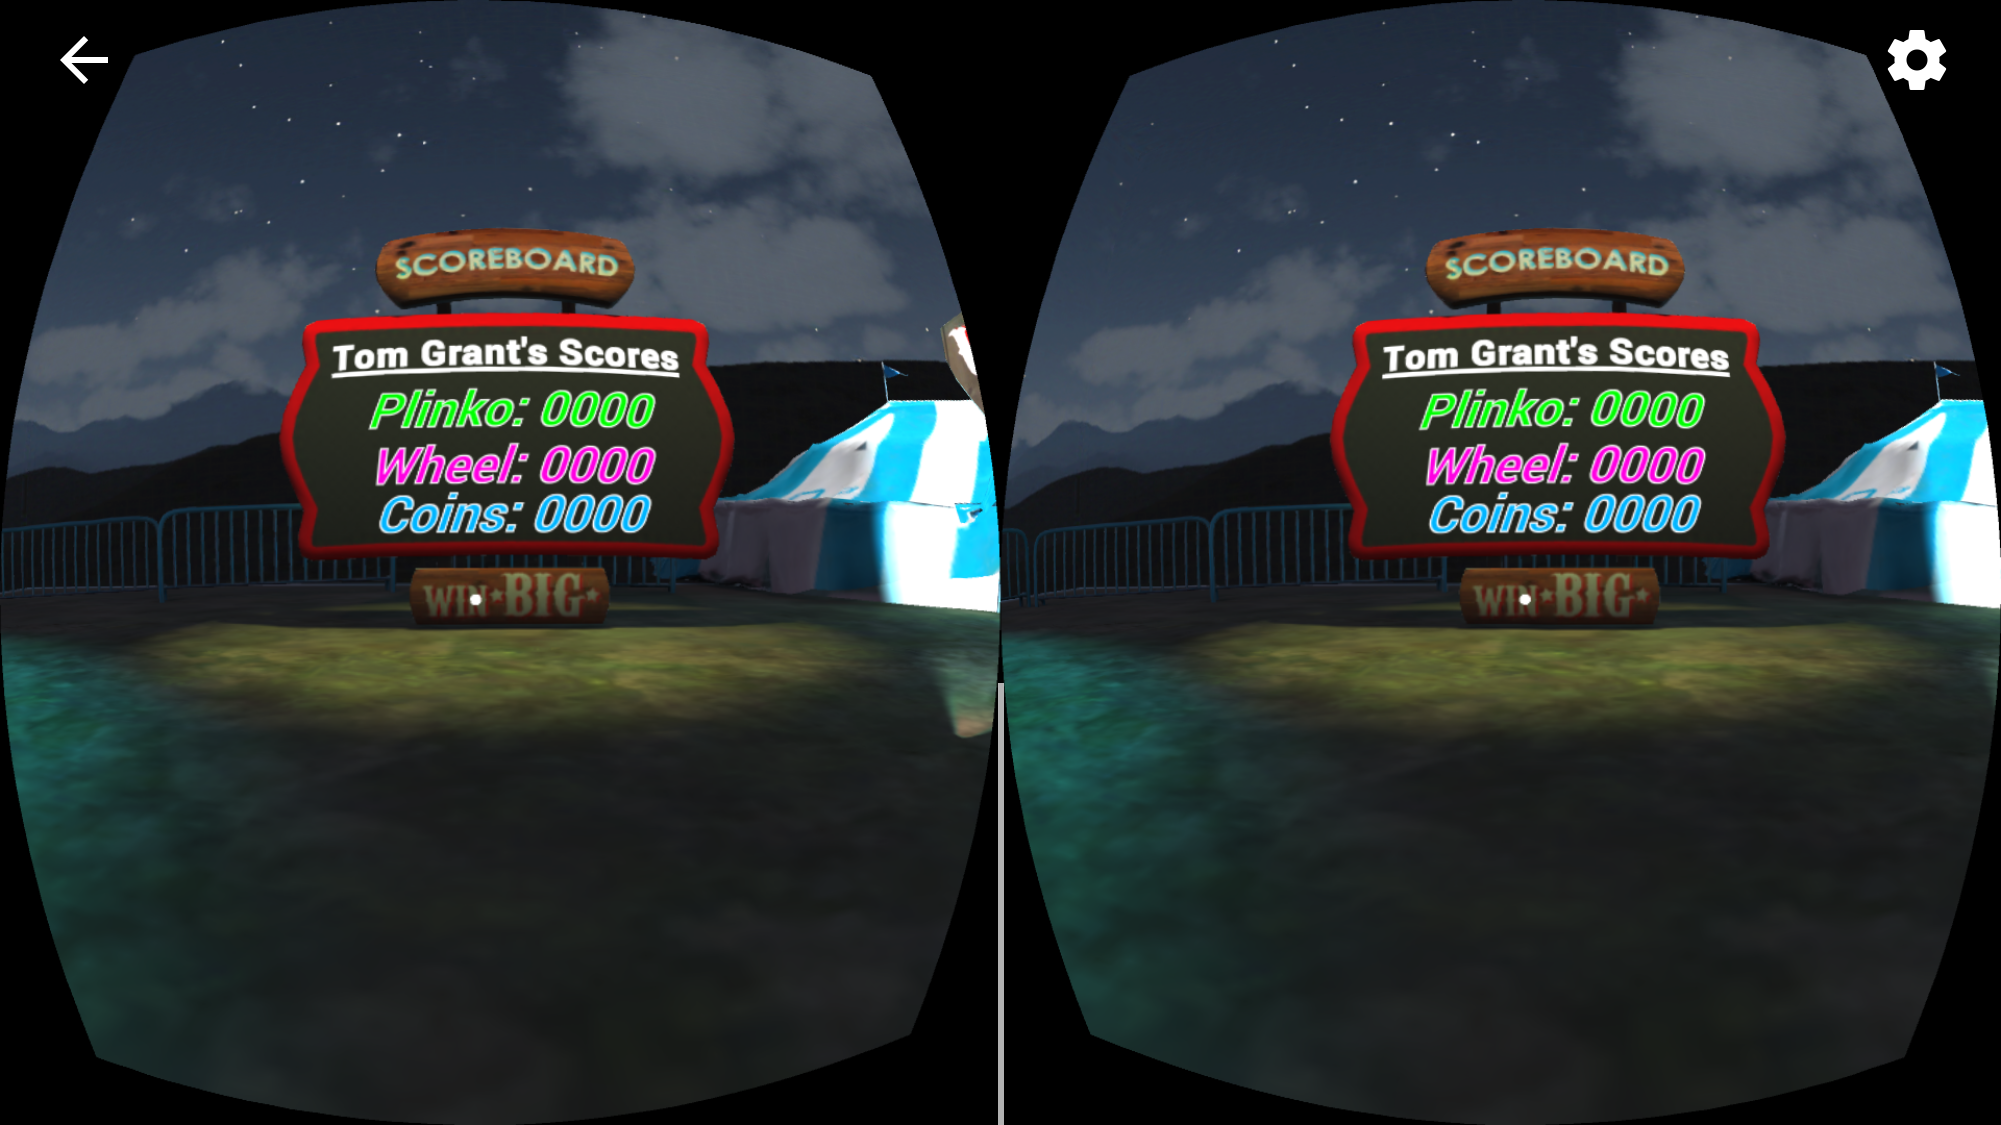 SCOREBOARD
Tom Grant's Scores
Plinko: 0000
Wheel: 0000
Coins: 0000
WIN★BIG★
SCOREBOARD
Tom Grant's Scores
Plinko: 0000
Wheel: 0000
Coins: 0000
WIN★BIG★